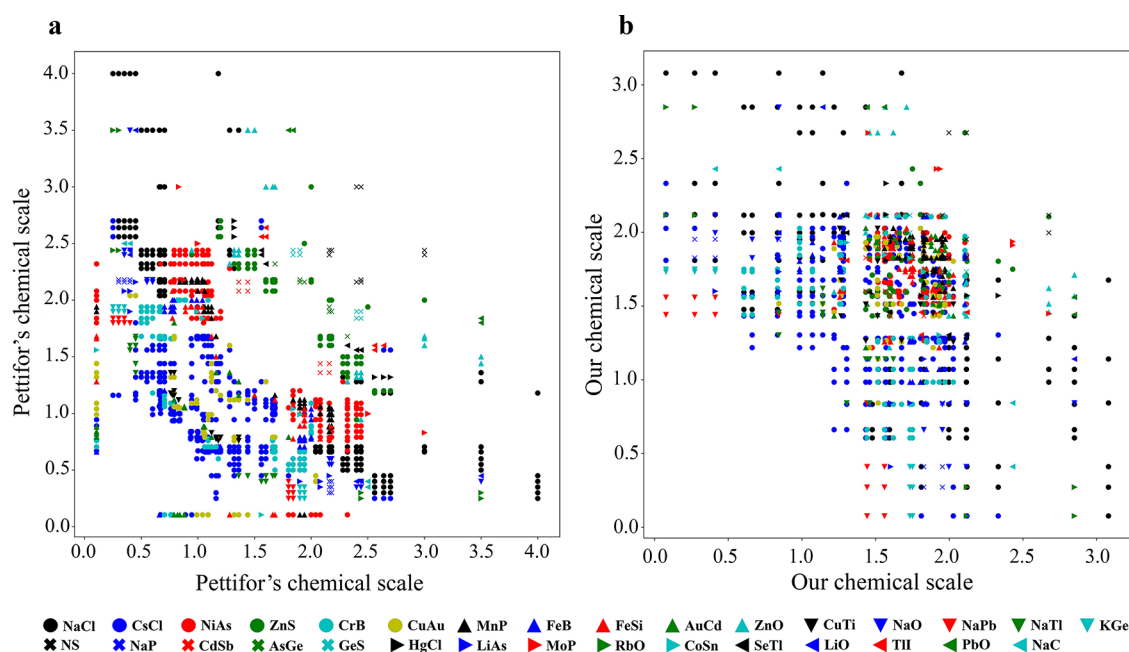 a
b
4.0
3.5
3.0
2.5
2.0
1.5
1.0
0.5
0.0
Pettifor’s chemical scale
0.0 0.5 1.0 1.5 2.0 2.5 3.0 3.5 4.0
Pettifor’s chemical scale
3.0
2.5
2.0
1.5
1.0
0.5
0.0
Our chemical scale
0.0 0.5 1.0 1.5 2.0 2.5 3.0
Our chemical scale
NaCl CsCl NiAs ZnS CrB CuAu MnP FeB FeSi AuCd ZnO CuTi NaO NaPb NaTl KGe
NS NaP CdSb AsGe GeS HgCl LiAs MoP RbO CoSn SeTl LiO TlI PbO NaC